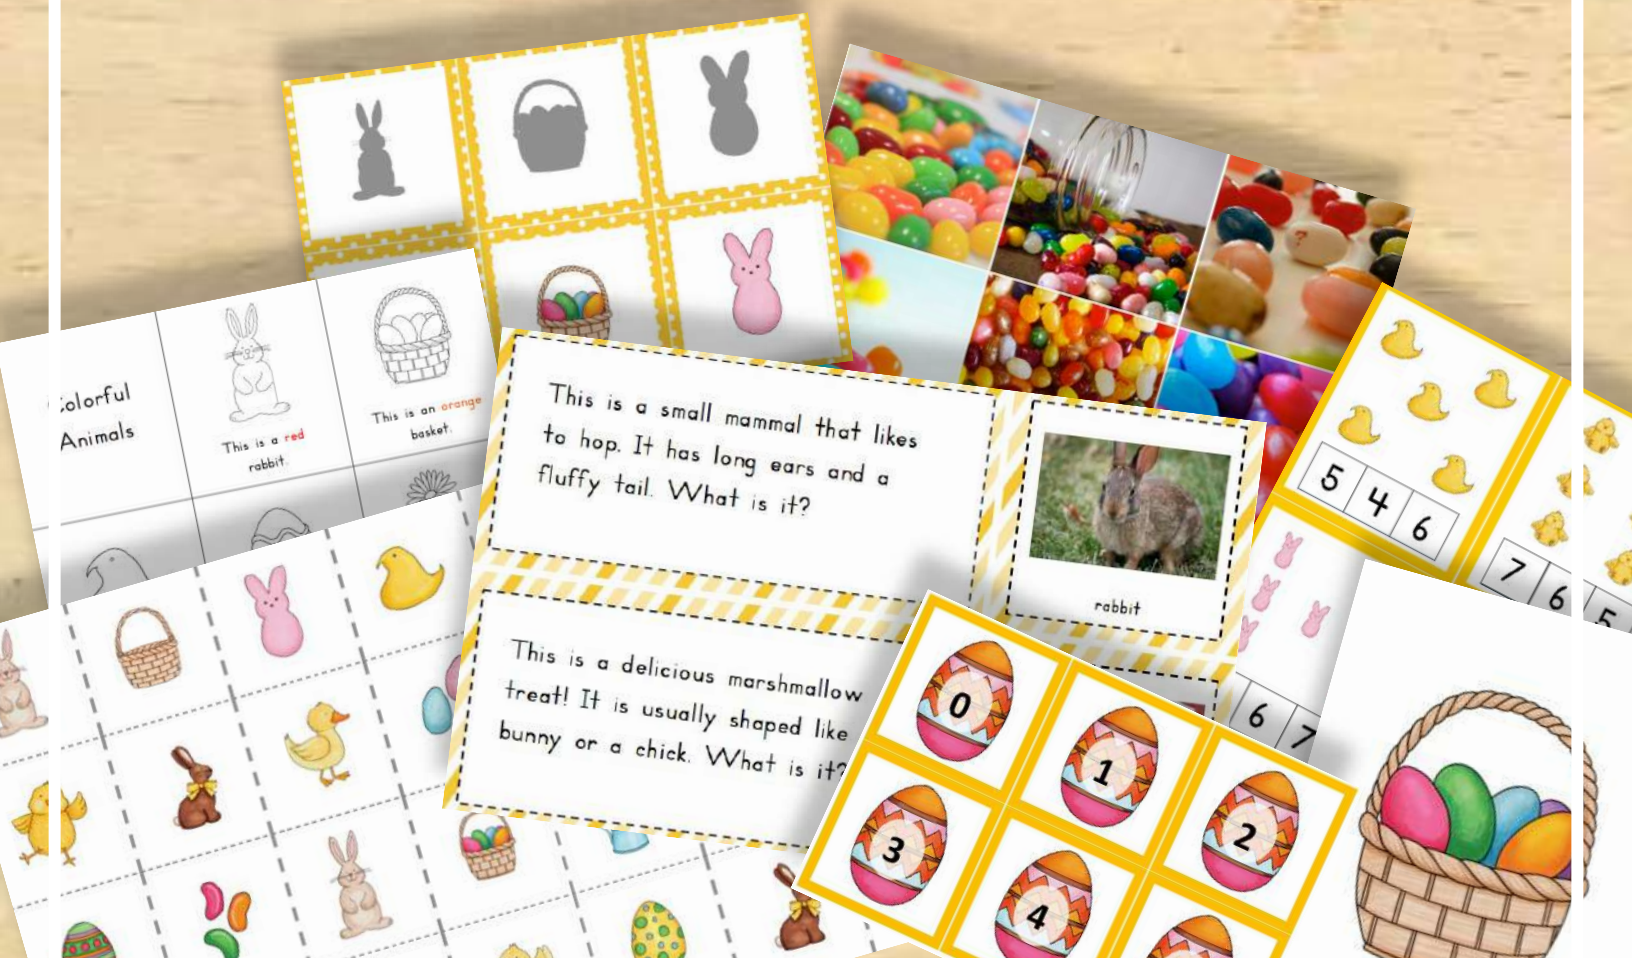 Colorful
Animals
This is a red
rabbit.
This is an orange
basket.
This is a small mammal that likes
to hop. It has long ears and a
fluffy tail. What is it?
rabbit
This is a delicious marshmallow
treat! It is usually shaped like
bunny or a chick. What is it?
5 4 6
7 6 5
6 7
0
1
2
3
4
?